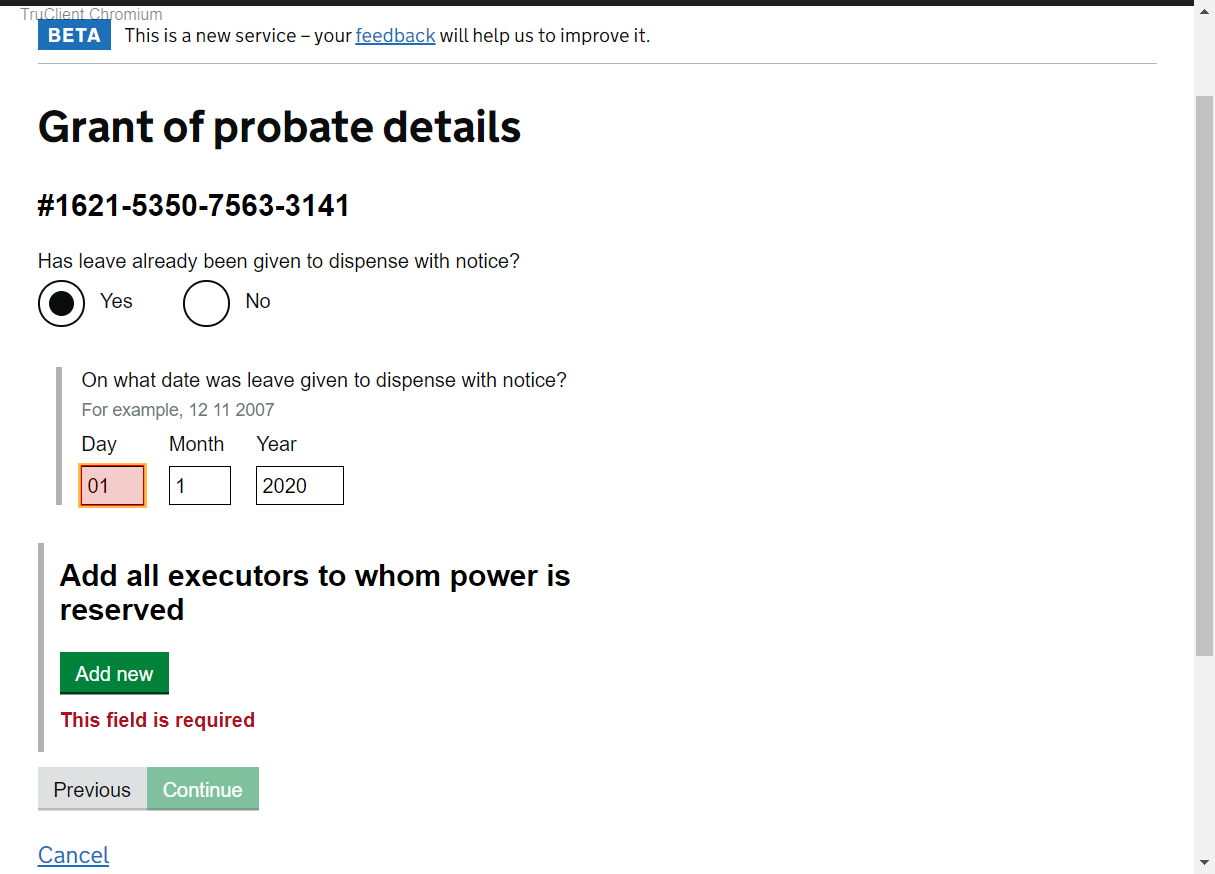 TruClient Chromium
BETA This is a new service – your feedback will help us to improve it.
Grant of probate details
#1621-5350-7563-3141
Has leave already been given to dispense with notice?
Yes No
On what date was leave given to dispense with notice?
For example, 12 11 2007
Day Month Year
01 1 2020
Add all executors to whom power is
reserved
Add new
This field is required
Previous Continue
Cancel